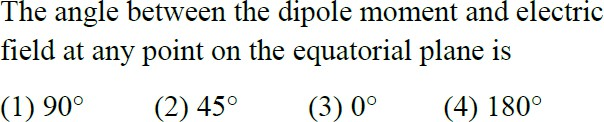 The angle between the dipole moment and electric
field at any point on the equatorial plane is
(1) 90° (2) 45° (3) 0° (4) 180°